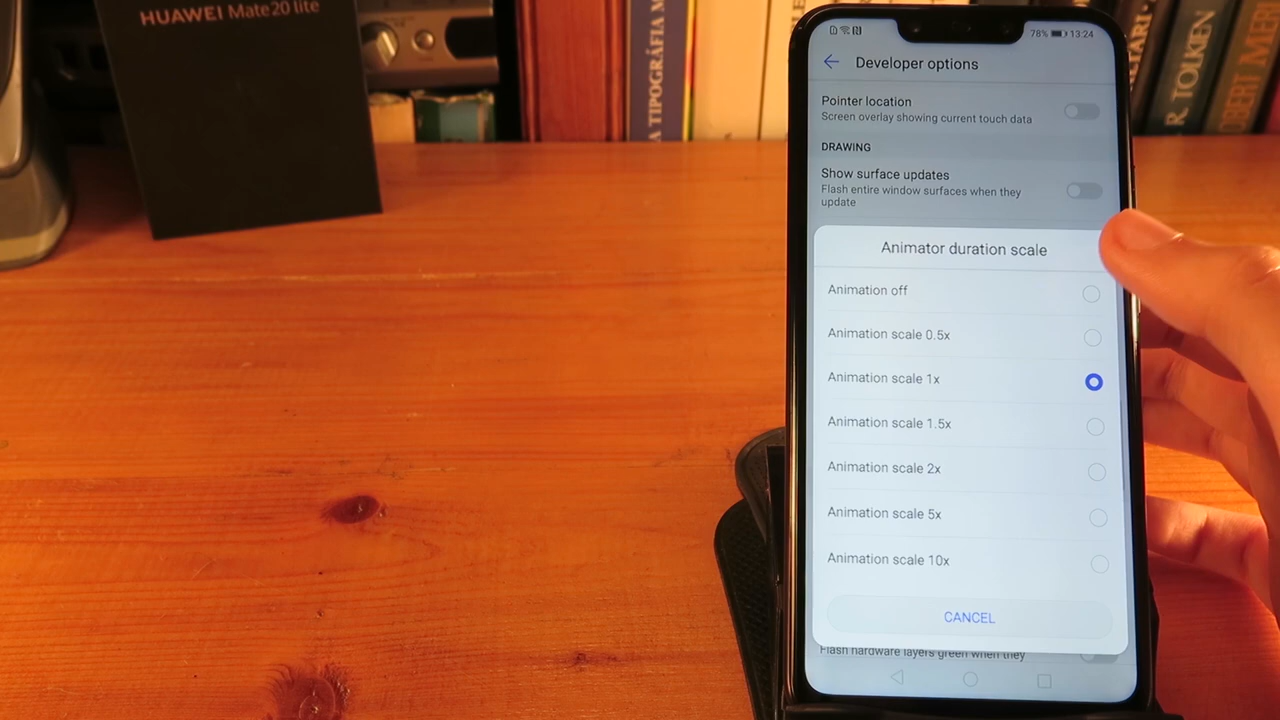 HUAWEI Mate 20 lite
A TIPOGRÁFIA M
R. TOLKIEN
78% 13:24
Developer options
Pointer location
Screen overlay showing current touch data
DRAWING
Show surface updates
Flash entire window surfaces when they
update
Animator duration scale
Animation off
Animation scale 0.5x
Animation scale 1x
Animation scale 1.5x
Animation scale 2x
Animation scale 5x
Animation scale 10x
CANCEL
Flash hardware layers green when they